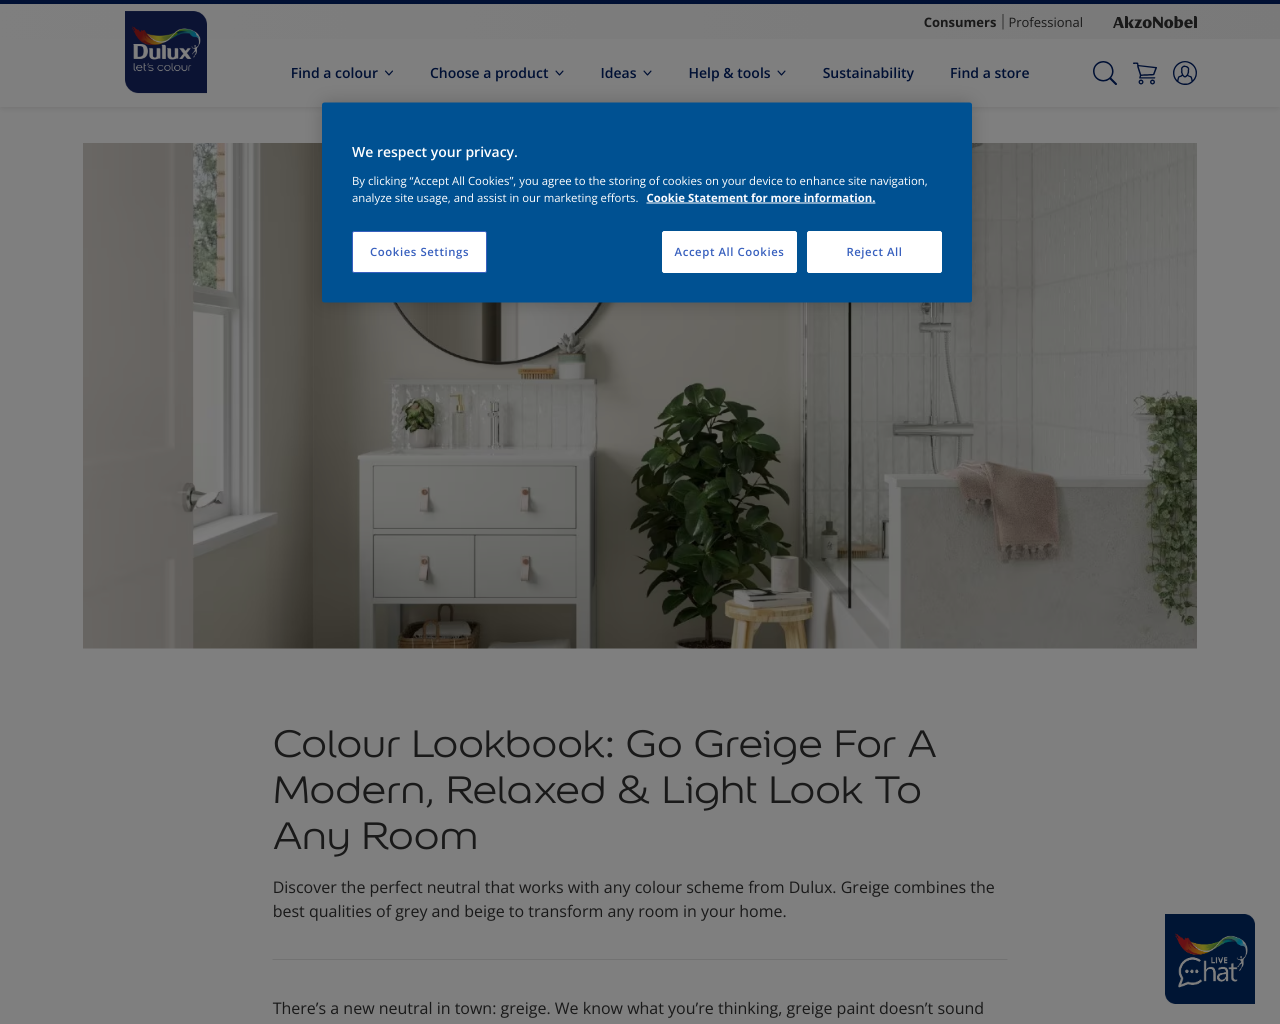 Consumers
Professional
AkzoNobel
Dulux
let's colour
Find a colour
Choose a product
Ideas
Help & tools
Sustainability
Find a store
We respect your privacy.
By clicking “Accept All Cookies”, you agree to the storing of cookies on your device to enhance site navigation,
analyze site usage, and assist in our marketing efforts. Cookie Statement for more information.
Cookies Settings
Accept All Cookies
Reject All
Colour Lookbook: Go Greige For A
Modern, Relaxed & Light Look To
Any Room
Discover the perfect neutral that works with any colour scheme from Dulux. Greige combines the
best qualities of grey and beige to transform any room in your home.
LIVE
Chat
There’s a new neutral in town: greige. We know what you’re thinking, greige paint doesn’t sound